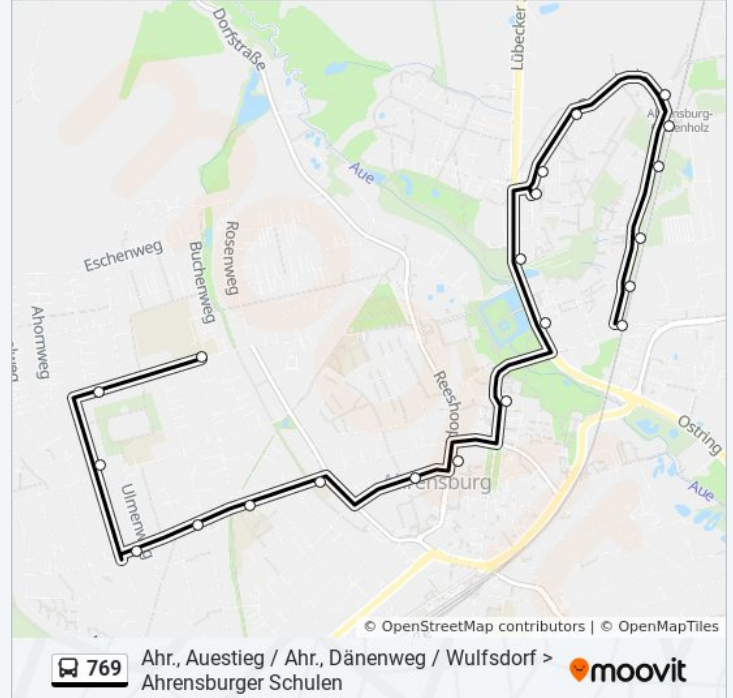 Dorfstraße
Lübecker
Ahrensburg-
Aue
Rosenweg
Eschenweg
Buchenweg
Ahornweg
Reeshoop
Ostring
Ahrensburg
Ulmenweg
Aue
© OpenStreetMap contributors | © OpenMapTiles
769
Ahr., Auestieg / Ahr., Dänenweg / Wulfsdorf >
Ahrensburger Schulen
moovit